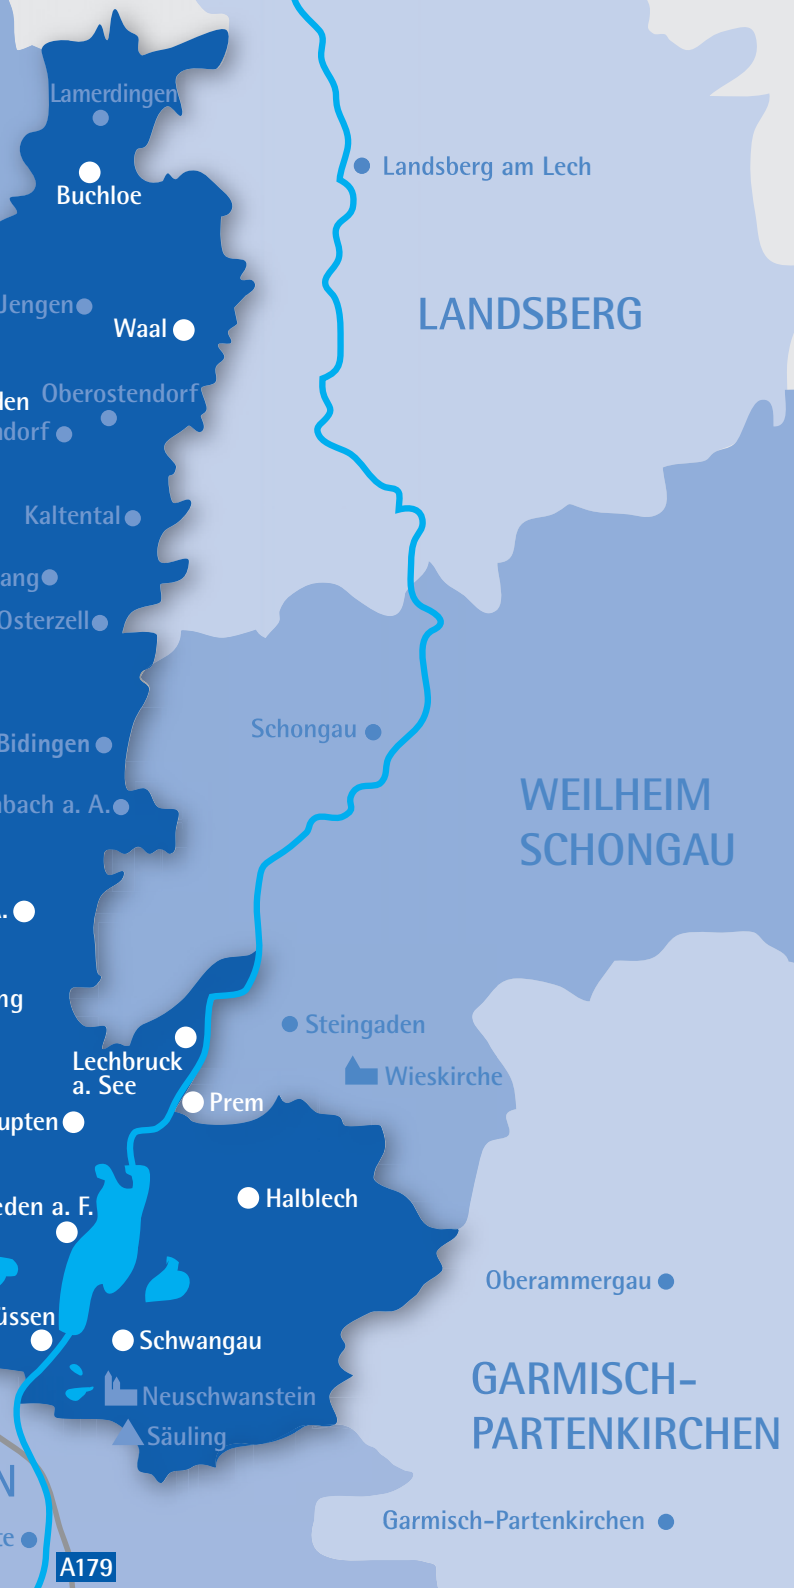 Lamerdingen
Buchloe
Landsberg am Lech
Jengen
LANDSBERG
Waal
Oberostendorf
Kaltental
Osterzell
Schongau
Bidingen
WEILHEIM
SCHONGAU
bach a. A.
Steingaden
Lechbruck
a. See
Wieskirche
Prem
Halblech
a. F.
Oberammergau
Schwangau
GARMISCH-
PARTENKIRCHEN
Neuschwanstein
Säuling
Garmisch-Partenkirchen
A179